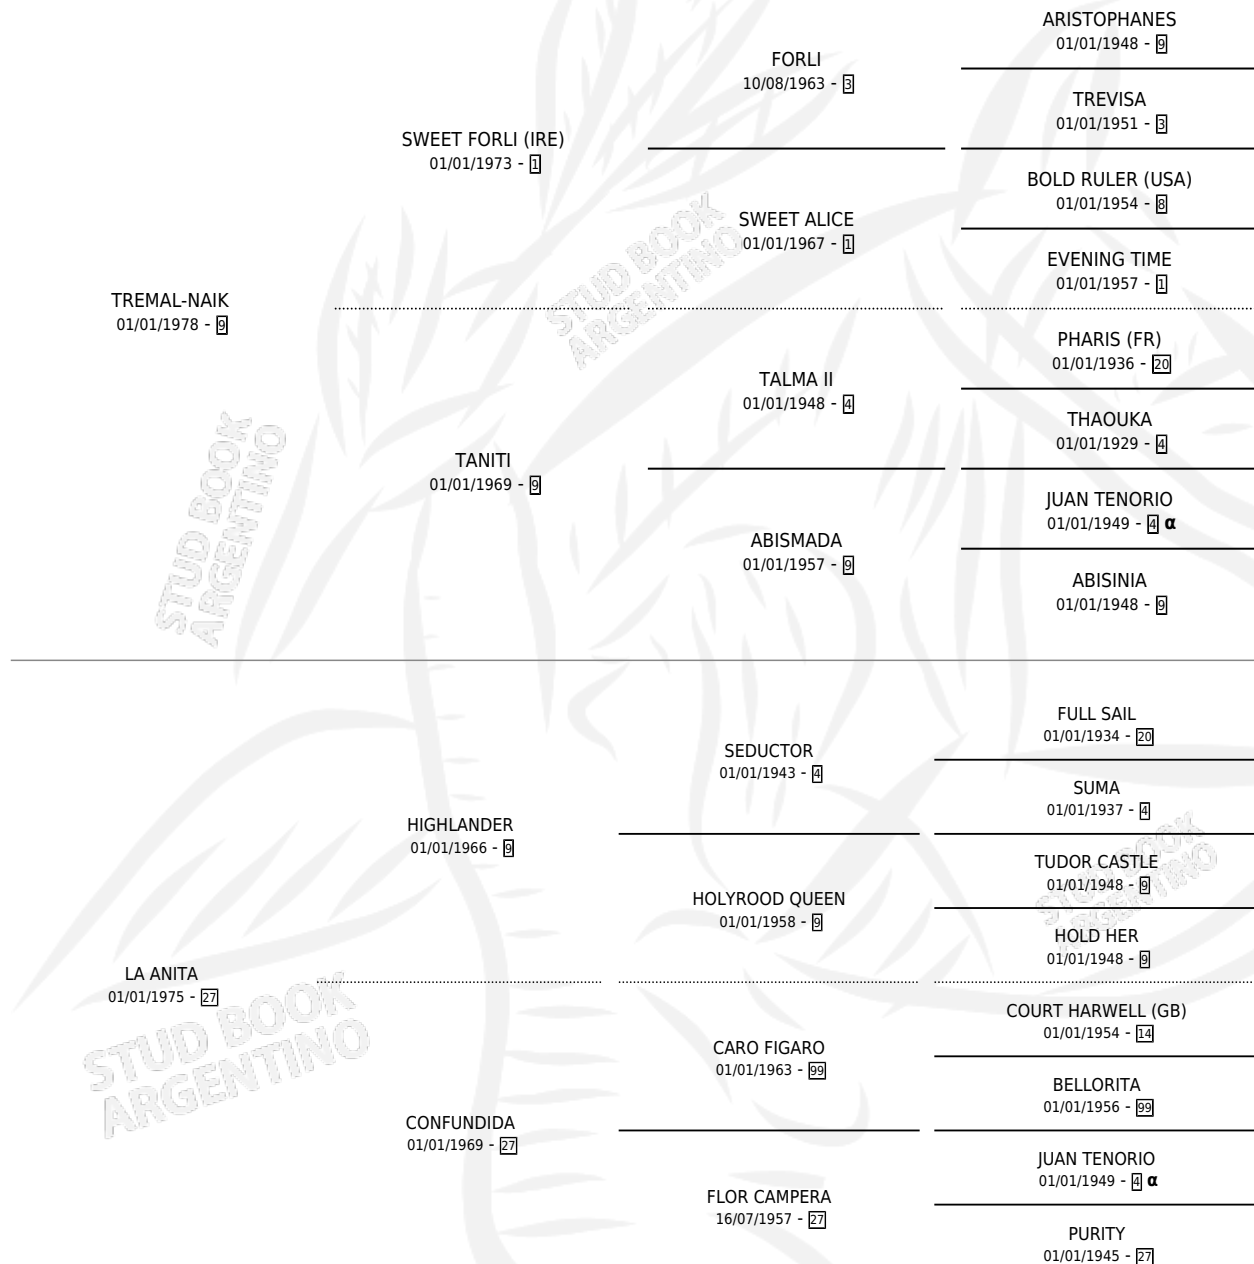 ARISTOPHANES
01/01/1948 - 9
FORLI
10/08/1963 - 3
TREVISA
01/01/1951 - 3
SWEET FORLI (IRE)
01/01/1973 - 1
BOLD RULER (USA)
01/01/1954 - 8
SWEET ALICE
01/01/1967 - 1
EVENING TIME
01/01/1957 - 1
TREMAL-NAIK
01/01/1978 - 9
STUD BOOK
ARGENTINO
PHARIS (FR)
01/01/1936 - 20
TALMA II
01/01/1948 - 4
THAOUKA
01/01/1929 - 4
TANITI
01/01/1969 - 9
JUAN TENORIO
01/01/1949 - 4 α
ABISMADA
01/01/1957 - 9
ABISINIA
01/01/1948 - 9
STUD BOOK
ARGENTINO
FULL SAIL
01/01/1934 - 20
SEDUCTOR
01/01/1943 - 4
SUMA
01/01/1937 - 4
HIGHLANDER
01/01/1966 - 9
TUDOR CASTLE
01/01/1948 - 9
HOLYROOD QUEEN
01/01/1958 - 9
STUD BOOK
ARGENTINO
HOLD HER
01/01/1948 - 9
LA ANITA
01/01/1975 - 27
STUD BOOK
ARGENTINO
COURT HARWELL (GB)
01/01/1954 - 14
CARO FIGARO
01/01/1963 - 99
BELLORITA
01/01/1956 - 99
CONFUNDIDA
01/01/1969 - 27
JUAN TENORIO
01/01/1949 - 4 α
FLOR CAMPERA
16/07/1957 - 27
PURITY
01/01/1945 - 27